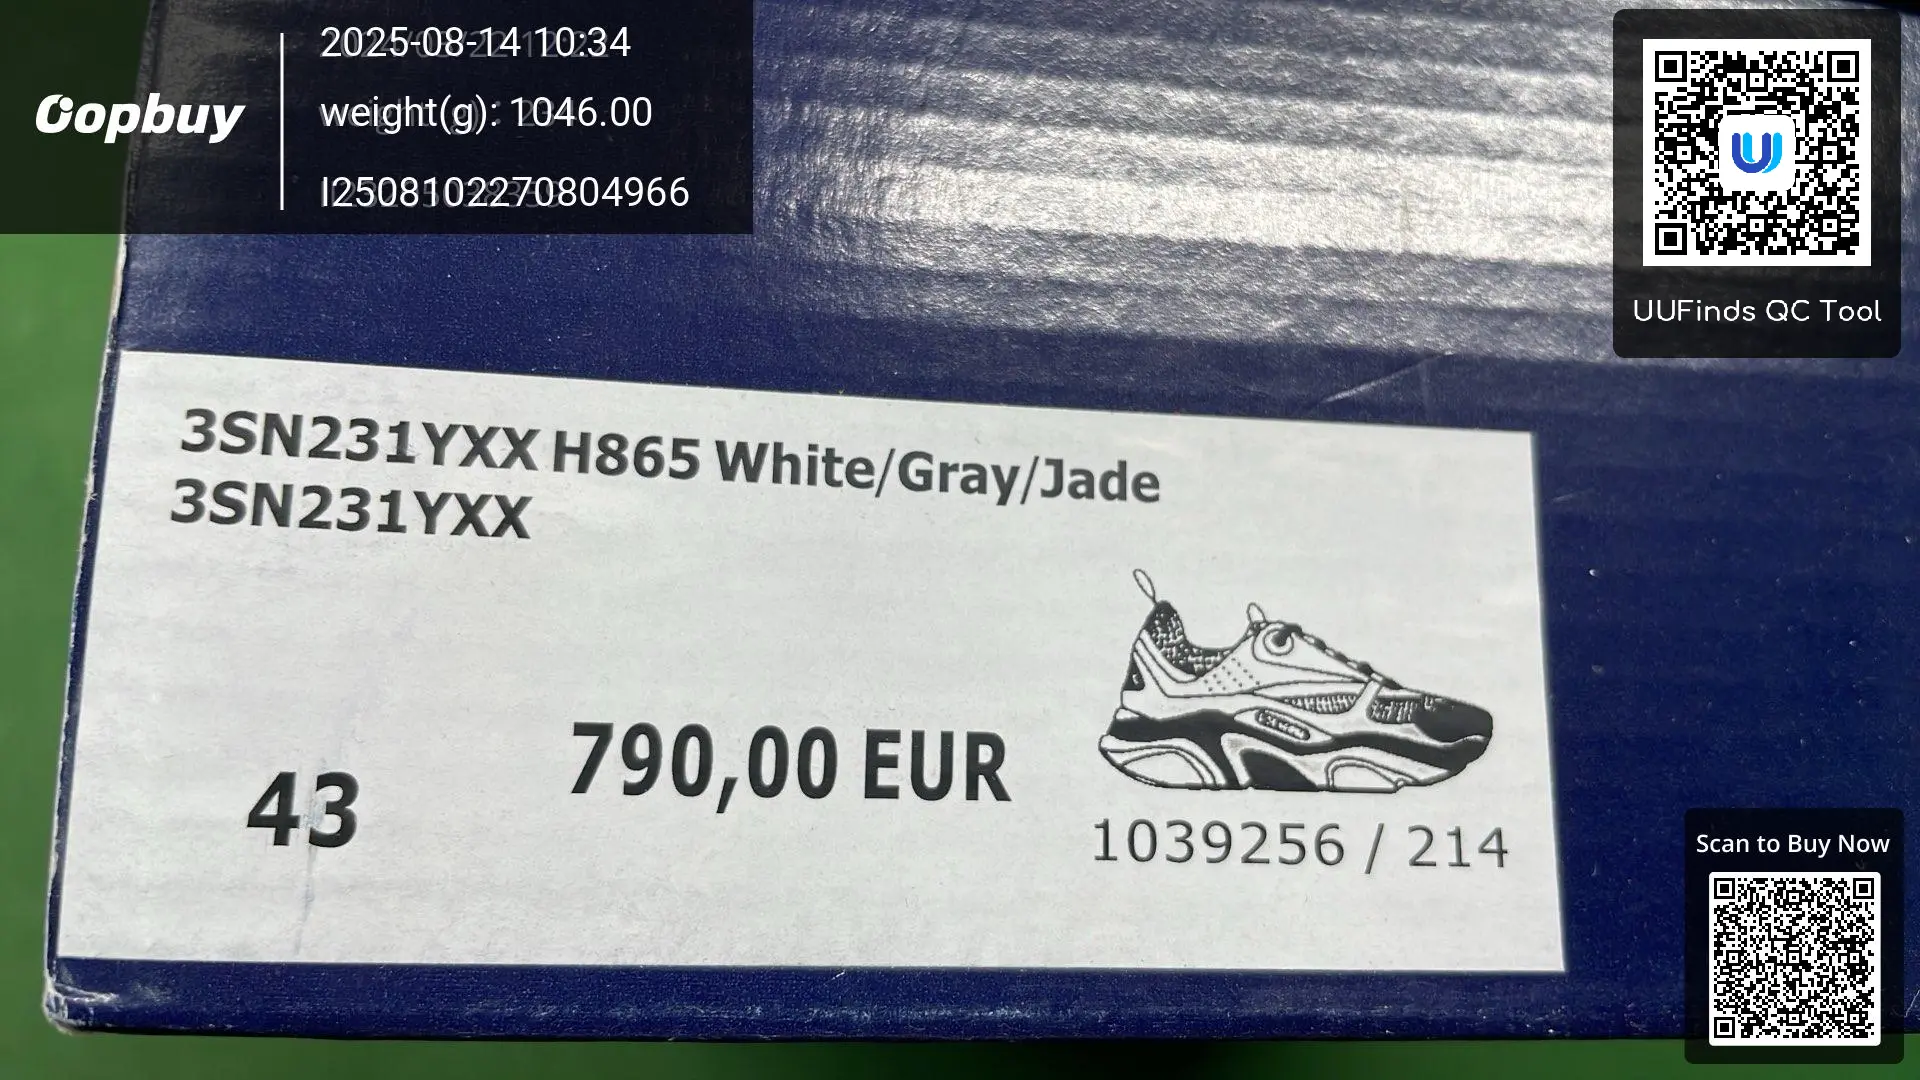 Oopbuy
2025-08-14 10:34
weight(g): 1046.00
I2508102270804966
UUFinds QC Tool
3SN231YXX H865 White/Gray/Jade
3SN231YXX
43
790,00 EUR
1039256 / 214
Scan to Buy Now